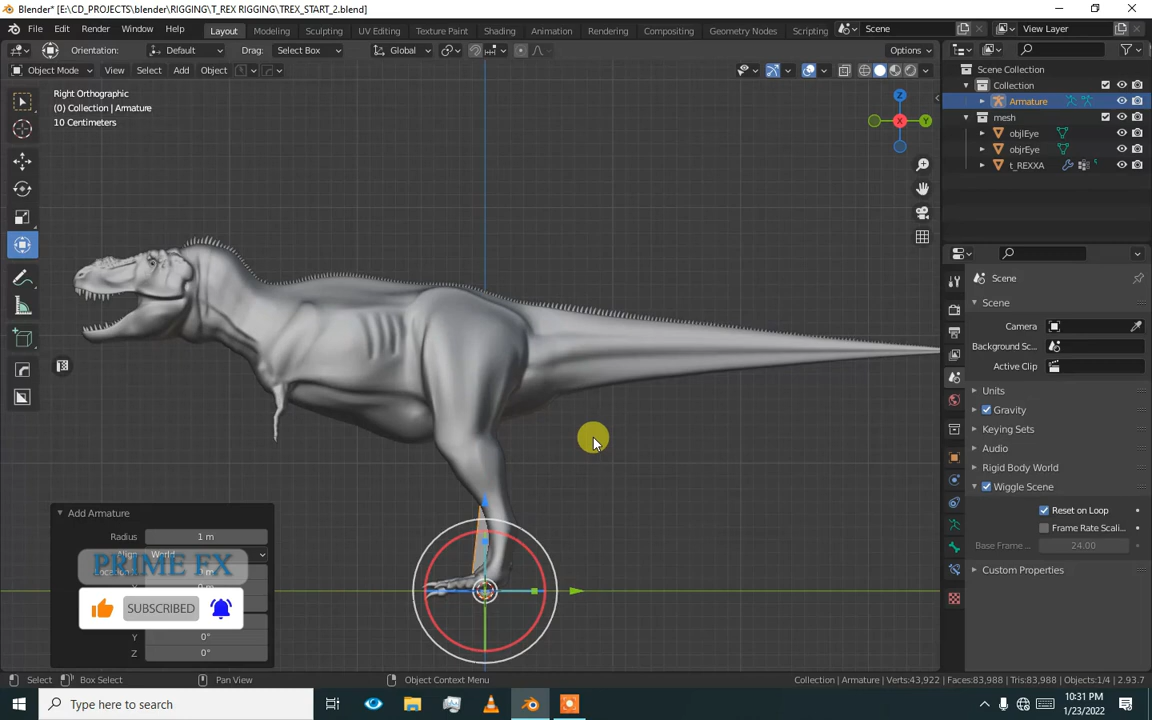 Blender* [E:\CD_PROJECTS\blender\RIGGING\T_REX RIGGING\TREX_START_2.blend]
File Edit Render Window Help Layout Modeling Sculpting UV Editing Texture Paint Shading Animation Rendering Compositing Geometry Nodes Scripting Scene View Layer
Orientation: Default Drag: Select Box Global Options
Object Mode View Select Add Object
Right Orthographic
(0) Collection | Armature
10 Centimeters
Z
Y
X
Scene Collection
Collection
Armature
mesh
objlEye
objrEye
t_REXXA
Scene
Scene
Camera
Background Sc...
Active Clip
Units
Gravity
Keying Sets
Audio
Rigid Body World
Wiggle Scene
Reset on Loop
Frame Rate Scali...
Base Frame ... 24.00
Custom Properties
Add Armature
Radius 1 m
Align World
PRIME FX
SUBSCRIBED
Y 0°
Z 0°
Select Box Select Pan View Object Context Menu Collection | Armature | Verts:43,922 | Faces:83,988 | Tris:83,988 | Objects:1/4 | 2.93.7
Type here to search
10:31 PM
1/23/2022